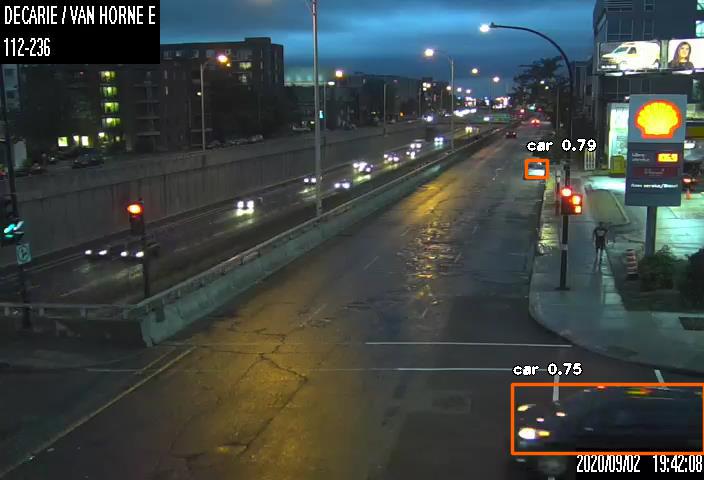 DECARIE / VAN HORNE E
112-236
car 0.79
car 0.75
2020/09/02 19:42:08